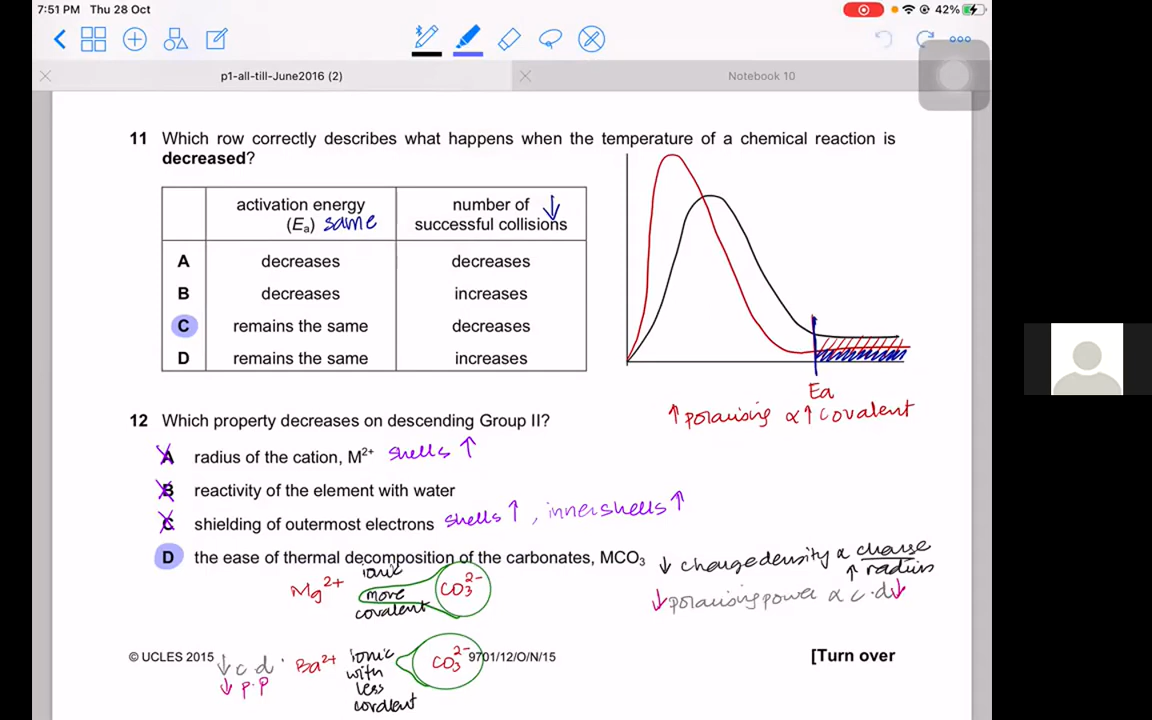 7:51 PM Thu 28 Oct
42%
p1-all-till-June2016 (2)
Notebook 10
11 Which row correctly describes what happens when the temperature of a chemical reaction is
decreased?
activation energy
(Ea) same
number of ↓
successful collisions
A decreases decreases
B decreases increases
C remains the same decreases
D remains the same increases
Ea
↑ polarising ∝ ↑ covalent
12 Which property decreases on descending Group II?
A radius of the cation, M2+ shells ↑
B reactivity of the element with water
C shielding of outermost electrons shells ↑, inner shells ↑
D the ease of thermal decomposition of the carbonates, MCO3
↓ charge density ∝ charge
↑ radius
↓ polarising power ∝ c.d ↓
Mg2+ ionic
more
covalent
CO3 2-
© UCLES 2015
9701/12/O/N/15
[Turn over
↓ c d
↓ p.p
Ba2+ ionic
with
less
covalent
CO3 2-